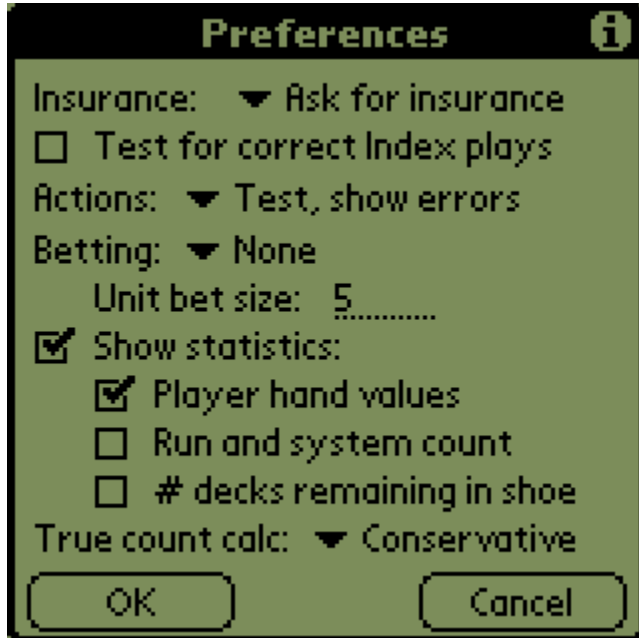 Preferences
Insurance: Ask for insurance
Test for correct Index plays
Actions: Test, show errors
Betting: None
Unit bet size: 5
Show statistics:
Player hand values
Run and system count
# decks remaining in shoe
True count calc: Conservative
OK Cancel